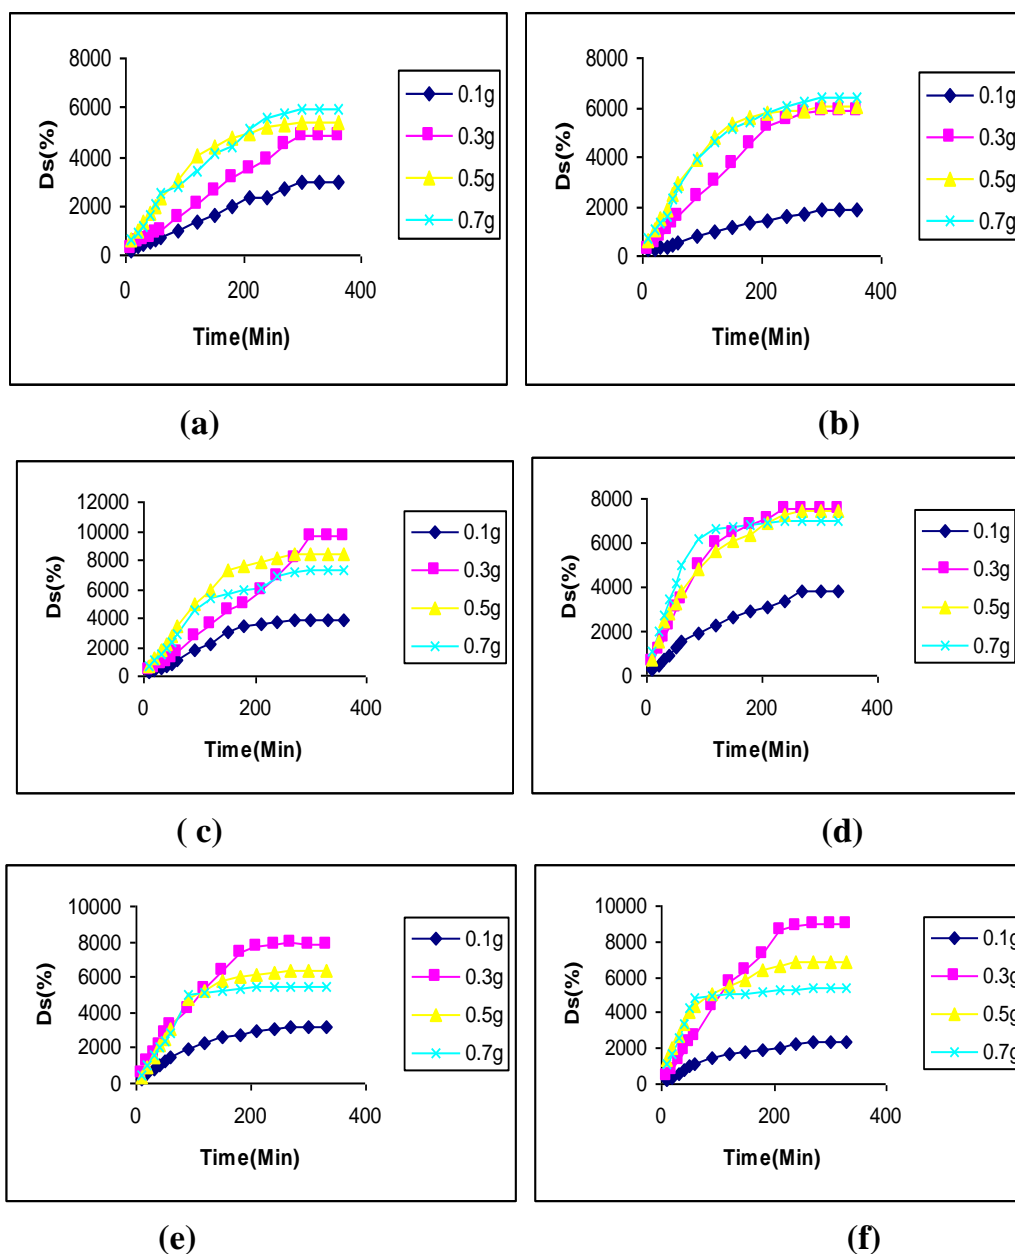 8000
6000
4000
2000
0
Ds(%)
0 200 400
Time(Min)
0.1g
0.3g
0.5g
0.7g
(a)
8000
6000
4000
2000
0
Ds(%)
0 200 400
Time(Min)
0.1g
0.3g
0.5g
0.7g
(b)
12000
10000
8000
6000
4000
2000
0
Ds(%)
0 200 400
Time(Min)
0.1g
0.3g
0.5g
0.7g
( c)
8000
6000
4000
2000
0
Ds(%)
0 200 400
Time(Min)
0.1g
0.3g
0.5g
0.7g
(d)
10000
8000
6000
4000
2000
0
Ds(%)
0 200 400
Time(Min)
0.1g
0.3g
0.5g
0.7g
(e)
10000
8000
6000
4000
2000
0
Ds(%)
0 200 400
Time(Min)
0.1g
0.3g
0.5g
0.7g
(f)